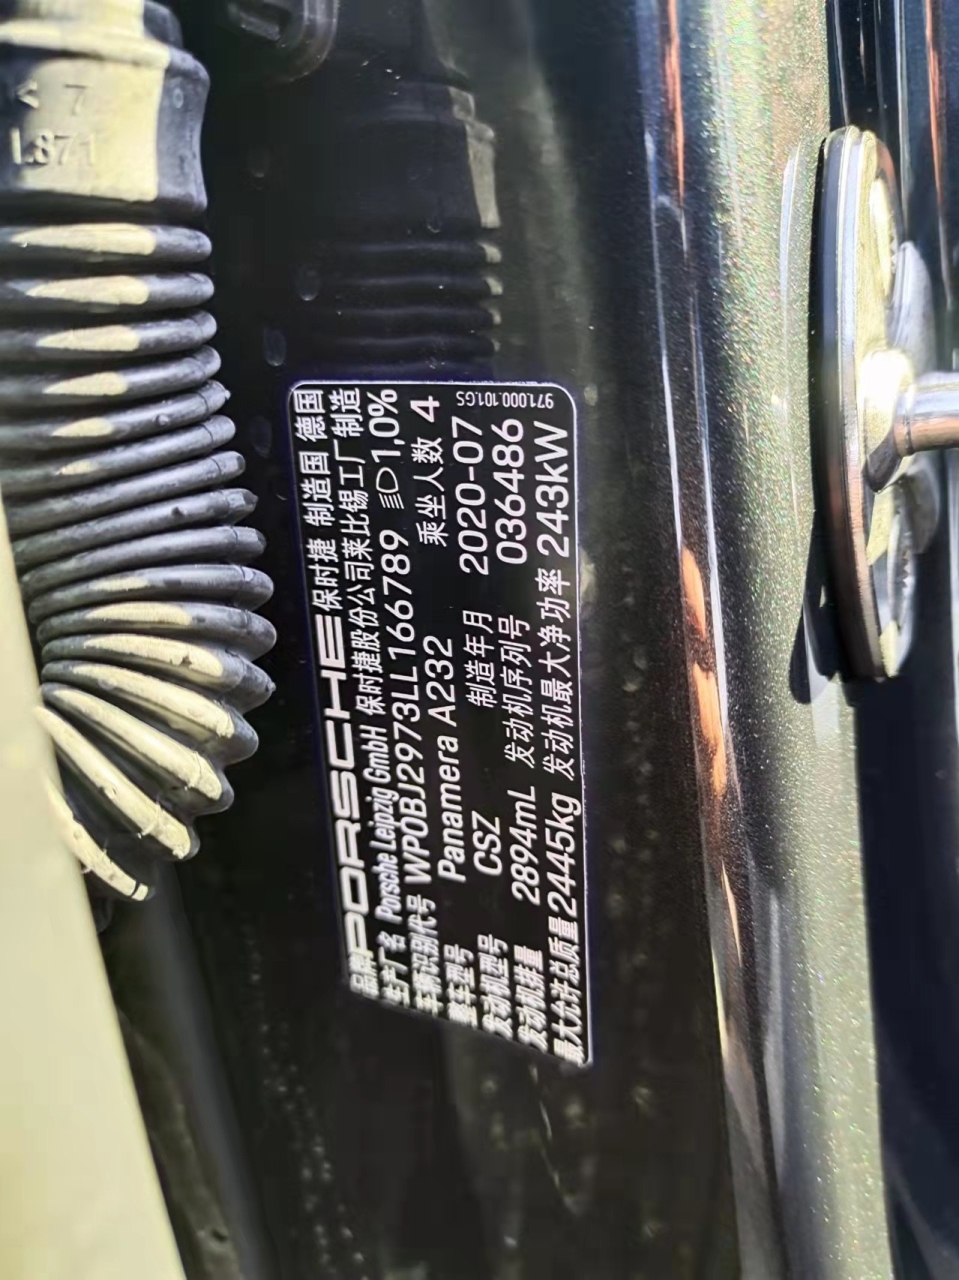 < 7
1.871
品牌 PORSCHE 保时捷 制造国 德国
生产厂名 Porsche Leipzig GmbH 保时捷股份公司莱比锡工厂制造
车辆识别代号 WP0BJ2973LL166789 1,0%
整车型号 Panamera A232 乘坐人数 4
发动机型号 CSZ 制造年月 2020-07
发动机排量 2894mL 发动机序列号 036486
最大允许总质量 2445kg 发动机最大净功率 243kW
971.000.101.GS